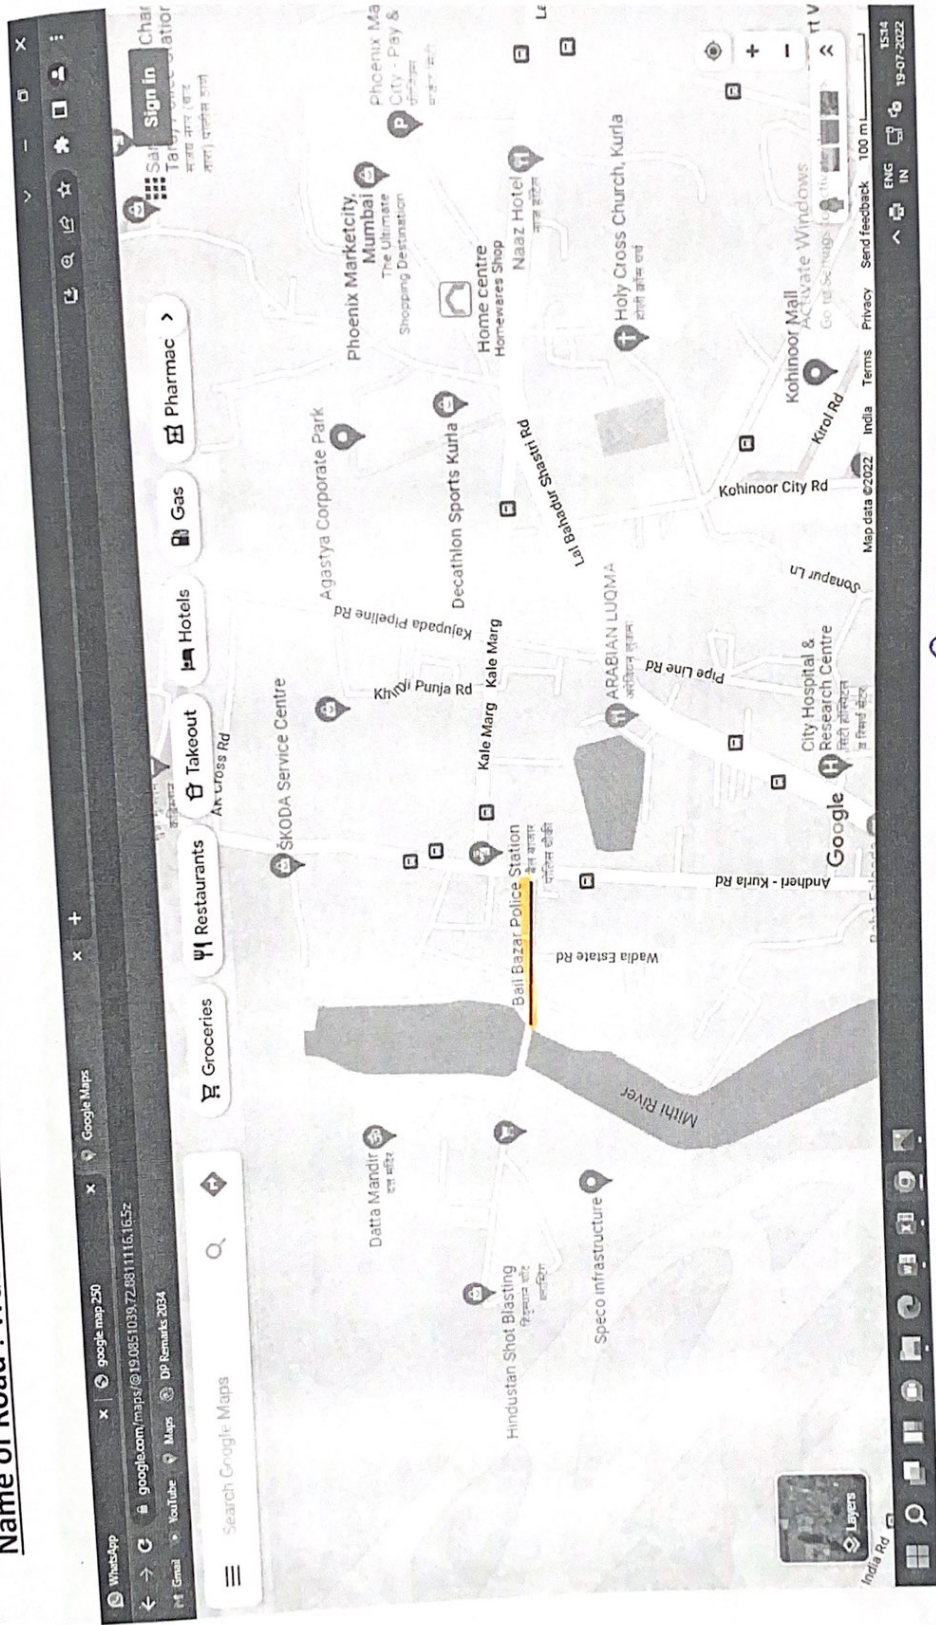 Name of Road :
WhatsApp
google map 250
Google Maps
google.com/maps/@19.0851039,72.8811116,16.5z
Gmail
YouTube
Maps
DP Remarks 2034
Search Google Maps
Groceries
Restaurants
Takeout
Hotels
Gas
Pharmac
Sign in
AK Cross Rd
ŠKODA Service Centre
Agastya Corporate Park
Kajupada Pipeline Rd
Punja Rd
Phoenix Marketcity,
Mumbai
The Ultimate
Shopping Destination
Phoenix Ma
City - Pay &
Decathlon Sports Kurla
Home centre
Homewares Shop
Naaz Hotel
नाज़ हॉटेल
Datta Mandir
दत्त मंदिर
Kale Marg
Kale Marg
Lal Bahadur Shastri Rd
Bail Bazar Police Station
बैल बाजार
पोलिस चौकी
Hindustan Shot Blasting
Wadia Estate Rd
Mithi River
Speco infrastructure
ARABIAN LUQMA
Holy Cross Church, Kurla
होली क्रॉस चर्च
Pipe Line Rd
Andheri - Kurla Rd
Kohinoor City Rd
Kohinoor Mall
Kirol Rd
Sonapur Ln
City Hospital &
Research Centre
सिटी हॉस्पिटल
व रिसर्च सेंटर
Activate Windows
Google
Layers
India Rd
Map data ©2022
India
Terms
Privacy
Send feedback
100 m
ENG
IN
15:14
19-07-2022